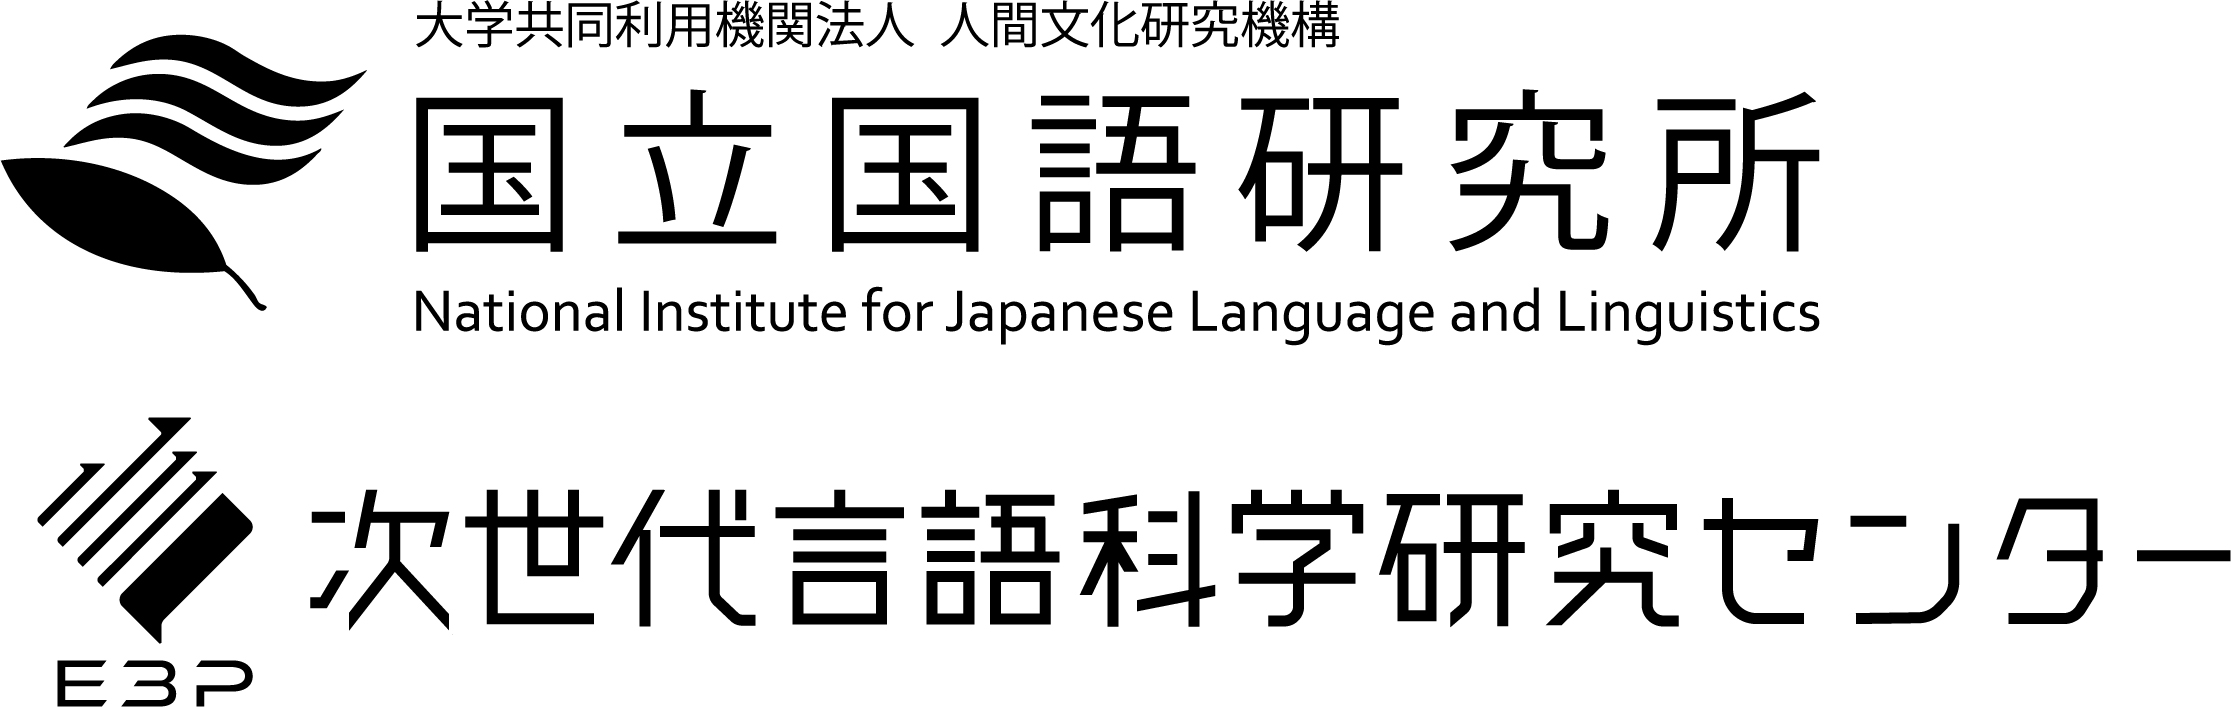 大学共同利用機関法人 人間文化研究機構
国立国語研究所
National Institute for Japanese Language and Linguistics
次世代言語科学研究センター
EBP